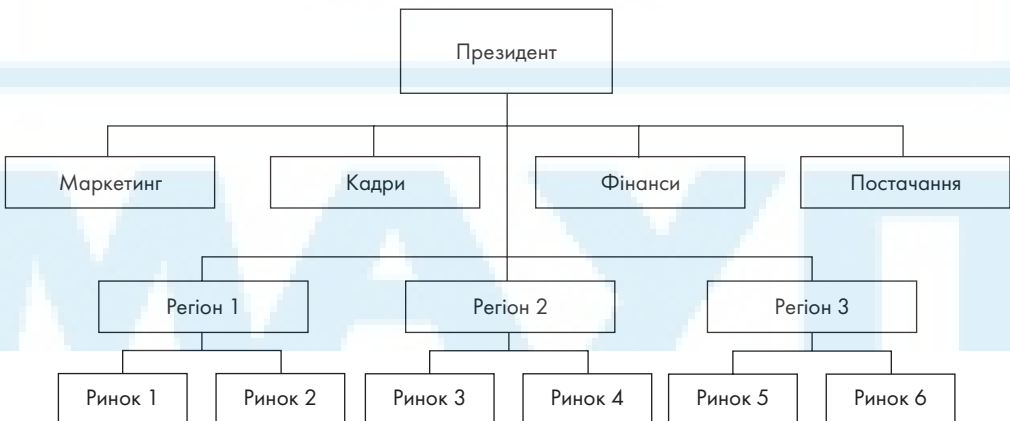 Президент
Маркетинг
Кадри
Фінанси
Постачання
Регіон 1
Регіон 2
Регіон 3
Ринок 1
Ринок 2
Ринок 3
Ринок 4
Ринок 5
Ринок 6
МАУП